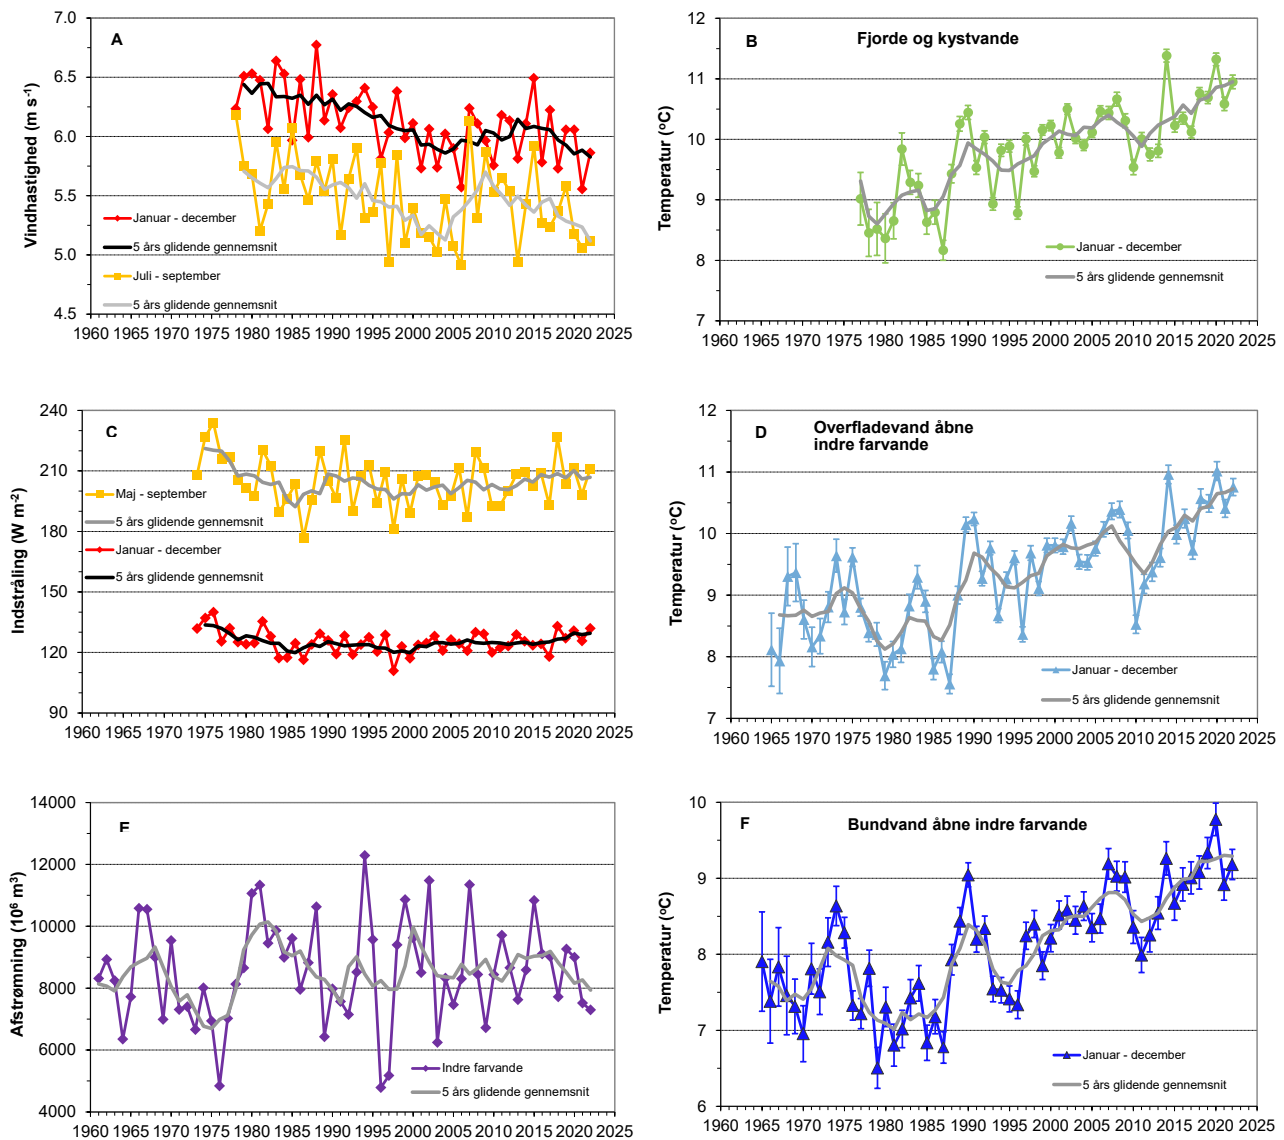 A
Vindhastighed (m s-1)
7.0
6.5
6.0
5.5
5.0
4.5
Januar - december
5 års glidende gennemsnit
Juli - september
5 års glidende gennemsnit
1960 1965 1970 1975 1980 1985 1990 1995 2000 2005 2010 2015 2020 2025
B
Fjorde og kystvande
Temperatur (oC)
12
11
10
9
8
7
Januar - december
5 års glidende gennemsnit
1960 1965 1970 1975 1980 1985 1990 1995 2000 2005 2010 2015 2020 2025
C
Indstråling (W m-2)
240
210
180
150
120
90
Maj - september
5 års glidende gennemsnit
Januar - december
5 års glidende gennemsnit
1960 1965 1970 1975 1980 1985 1990 1995 2000 2005 2010 2015 2020 2025
D
Overfladevand åbne
indre farvande
Temperatur (oC)
12
11
10
9
8
7
Januar - december
5 års glidende gennemsnit
1960 1965 1970 1975 1980 1985 1990 1995 2000 2005 2010 2015 2020 2025
E
Afstrømning (106 m3)
14000
12000
10000
8000
6000
4000
Indre farvande
5 års glidende gennemsnit
1960 1965 1970 1975 1980 1985 1990 1995 2000 2005 2010 2015 2020 2025
F
Bundvand åbne indre farvande
Temperatur (oC)
10
9
8
7
6
Januar - december
5 års glidende gennemsnit
1960 1965 1970 1975 1980 1985 1990 1995 2000 2005 2010 2015 2020 2025